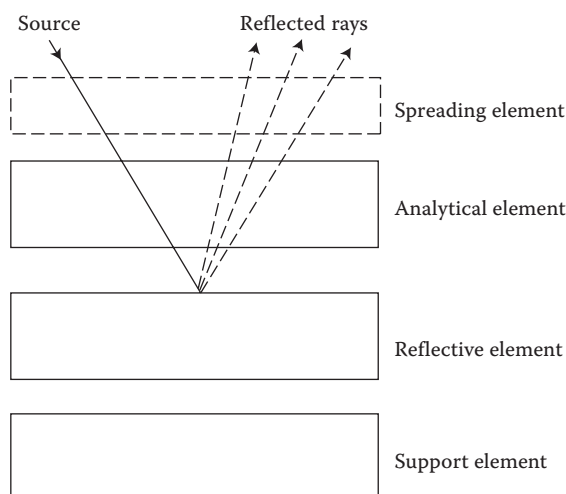 Source
Reflected rays
Spreading element
Analytical element
Reflective element
Support element